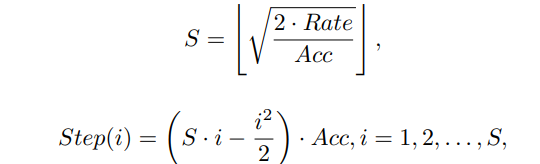 S = ⌊√(2 · Rate / Acc)⌋ ,
Step(i) = (S · i − i²/2) · Acc, i = 1, 2, . . . , S,